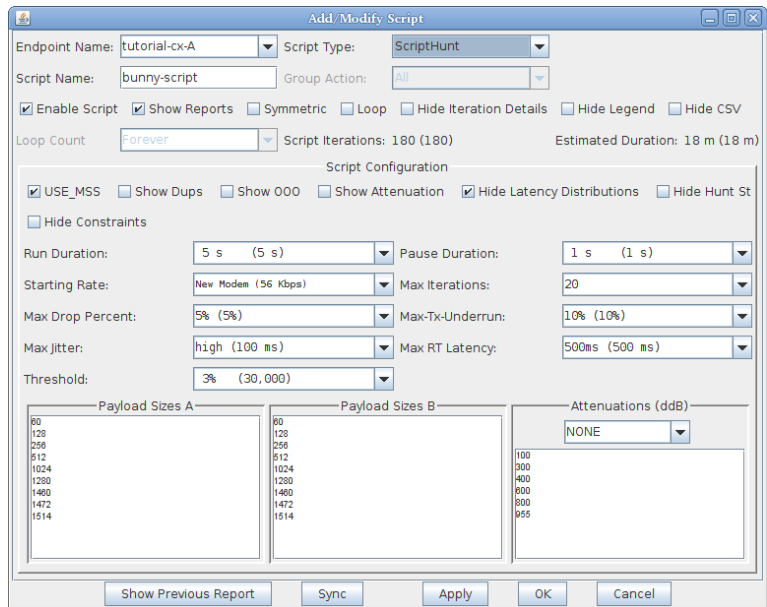 Add/Modify Script
Endpoint Name: tutorial-cx-A Script Type: ScriptHunt
Script Name: bunny-script Group Action: All
Enable Script Show Reports Symmetric Loop Hide Iteration Details Hide Legend Hide CSV
Loop Count Forever Script Iterations: 180 (180) Estimated Duration: 18 m (18 m)
Script Configuration
USE_MSS Show Dups Show OOO Show Attenuation Hide Latency Distributions Hide Hunt St
Hide Constraints
Run Duration: 5 s (5 s) Pause Duration: 1 s (1 s)
Starting Rate: New Modem (56 Kbps) Max Iterations: 20
Max Drop Percent: 5% (5%) Max-Tx-Underrun: 10% (10%)
Max Jitter: high (100 ms) Max RT Latency: 500ms (500 ms)
Threshold: 3% (30,000)
Payload Sizes A
60
128
256
512
1024
1280
1460
1472
1514
Payload Sizes B
60
128
256
512
1024
1280
1460
1472
1514
Attenuations (ddB)
NONE
100
300
400
600
800
955
Show Previous Report Sync Apply OK Cancel